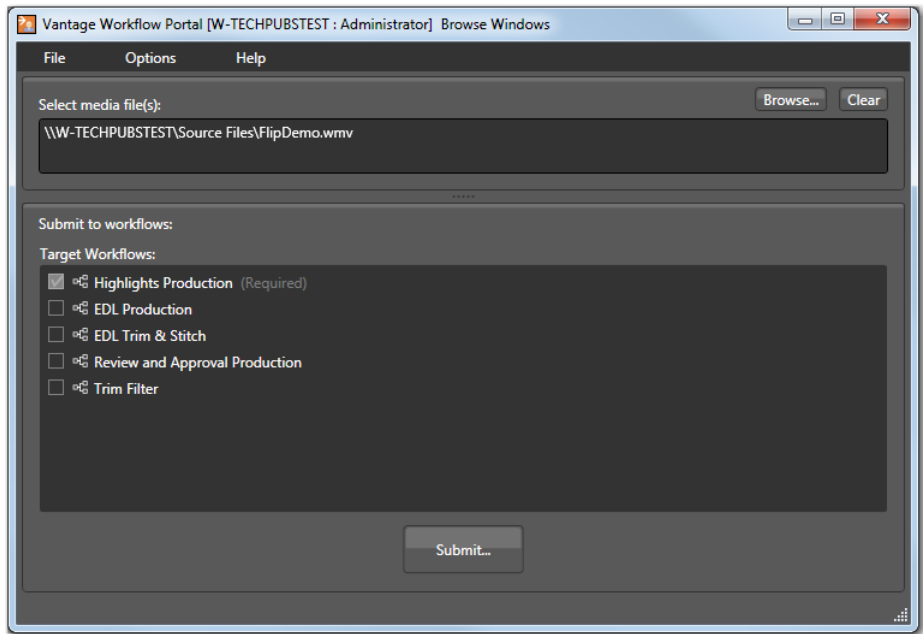 Vantage Workflow Portal [W-TECHPUBSTEST : Administrator] Browse Windows
File Options Help
Select media file(s): Browse... Clear
\\W-TECHPUBSTEST\Source Files\FlipDemo.wmv
Submit to workflows:
Target Workflows:
Highlights Production (Required)
EDL Production
EDL Trim & Stitch
Review and Approval Production
Trim Filter
Submit...